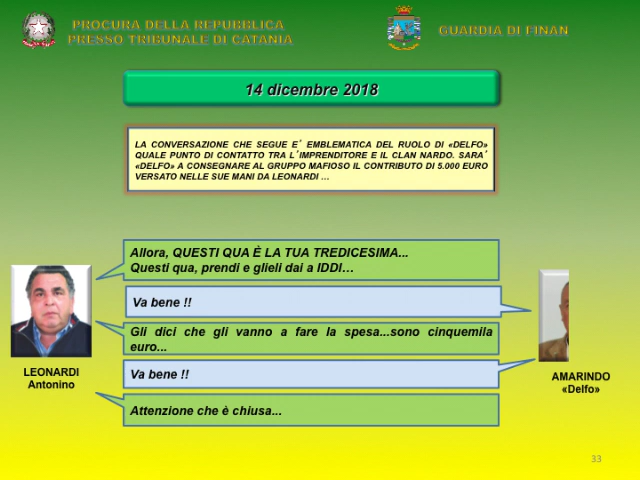 PROCURA DELLA REPUBBLICA
PRESSO TRIBUNALE DI CATANIA
GUARDIA DI FINAN
14 dicembre 2018
LA CONVERSAZIONE CHE SEGUE E´ EMBLEMATICA DEL RUOLO DI «DELFO»
QUALE PUNTO DI CONTATTO TRA L´IMPRENDITORE E IL CLAN NARDO. SARA´
«DELFO» A CONSEGNARE AL GRUPPO MAFIOSO IL CONTRIBUTO DI 5.000 EURO
VERSATO NELLE SUE MANI DA LEONARDI …
Allora, QUESTI QUA È LA TUA TREDICESIMA...
Questi qua, prendi e glieli dai a IDDI…
Va bene !!
Gli dici che gli vanno a fare la spesa...sono cinquemila
euro...
Va bene !!
Attenzione che è chiusa...
LEONARDI
Antonino
AMARINDO
«Delfo»
33